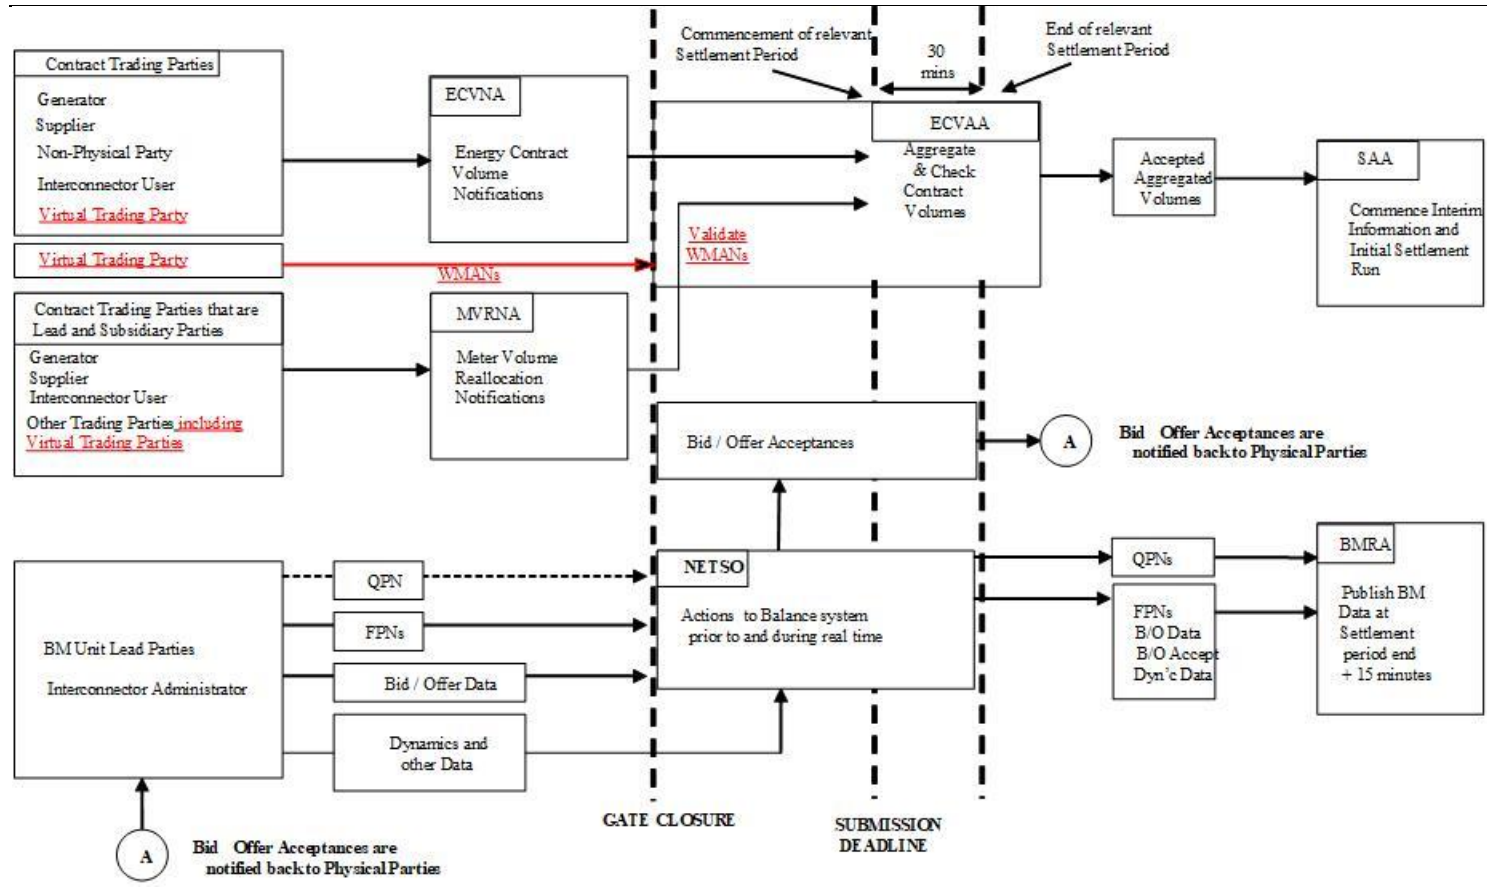 Commencement of relevant
Settlement Period
30
mins
End of relevant
Settlement Period
Contract Trading Parties
Generator
Supplier
Non-Physical Party
Interconnector User
Virtual Trading Party
ECVNA
Energy Contract
Volume
Notifications
ECVAA
Aggregate
& Check
Contract
Volumes
Validate
WMANs
Accepted
Aggregated
Volumes
SAA
Commence Interim
Information and
Initial Settlement
Run
Virtual Trading Party
WMANs
Contract Trading Parties that are
Lead and Subsidiary Parties
Generator
Supplier
Interconnector User
Other Trading Parties including
Virtual Trading Parties
MVRNA
Meter Volume
Reallocation
Notifications
Bid / Offer Acceptances
A
Bid Offer Acceptances are
notified back to Physical Parties
BM Unit Lead Parties
Interconnector Administrator
QPN
FPNs
Bid / Offer Data
Dynamics and
other Data
NETSO
Actions to Balance system
prior to and during real time
QPNs
FPNs
B/O Data
B/O Accept
Dyn'c Data
BMRA
Publish BM
Data at
Settlement
period end
+ 15 minutes
GATE CLOSURE
SUBMISSION
DEADLINE
A
Bid Offer Acceptances are
notified back to Physical Parties